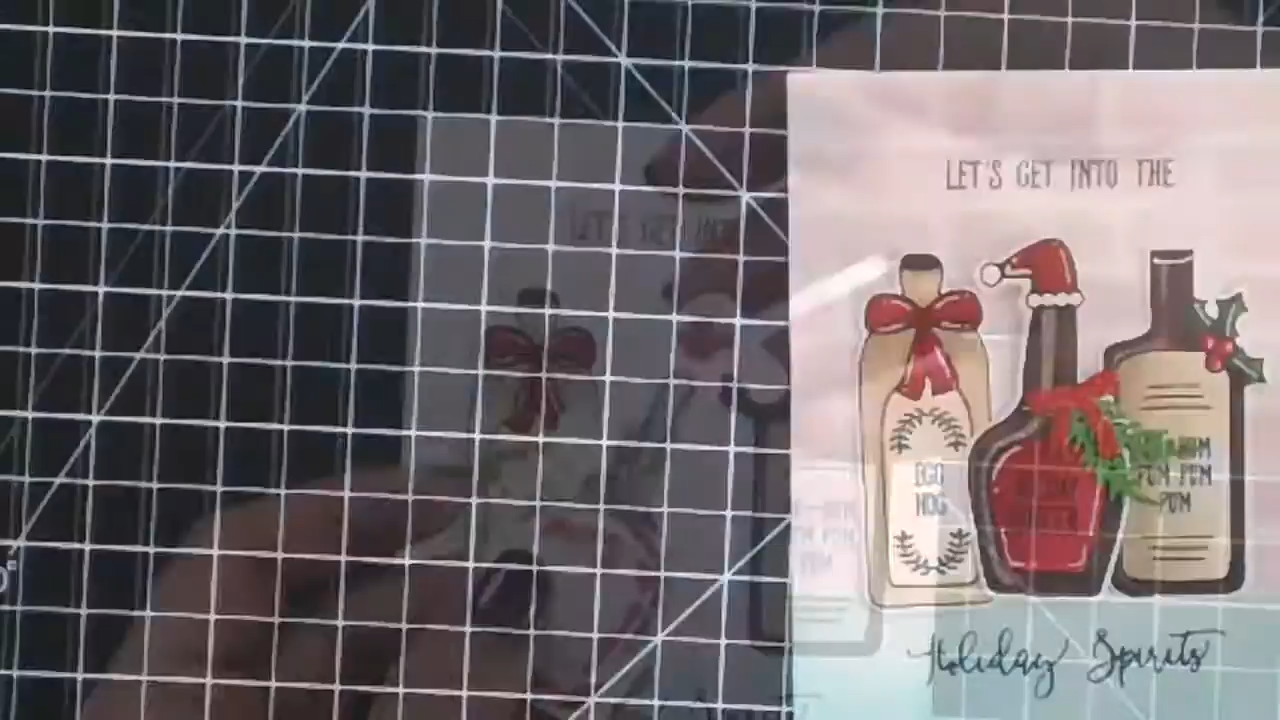 LET'S GET INTO THE
EGG
NOG
PUM PUM
PUM
Holiday Spirits